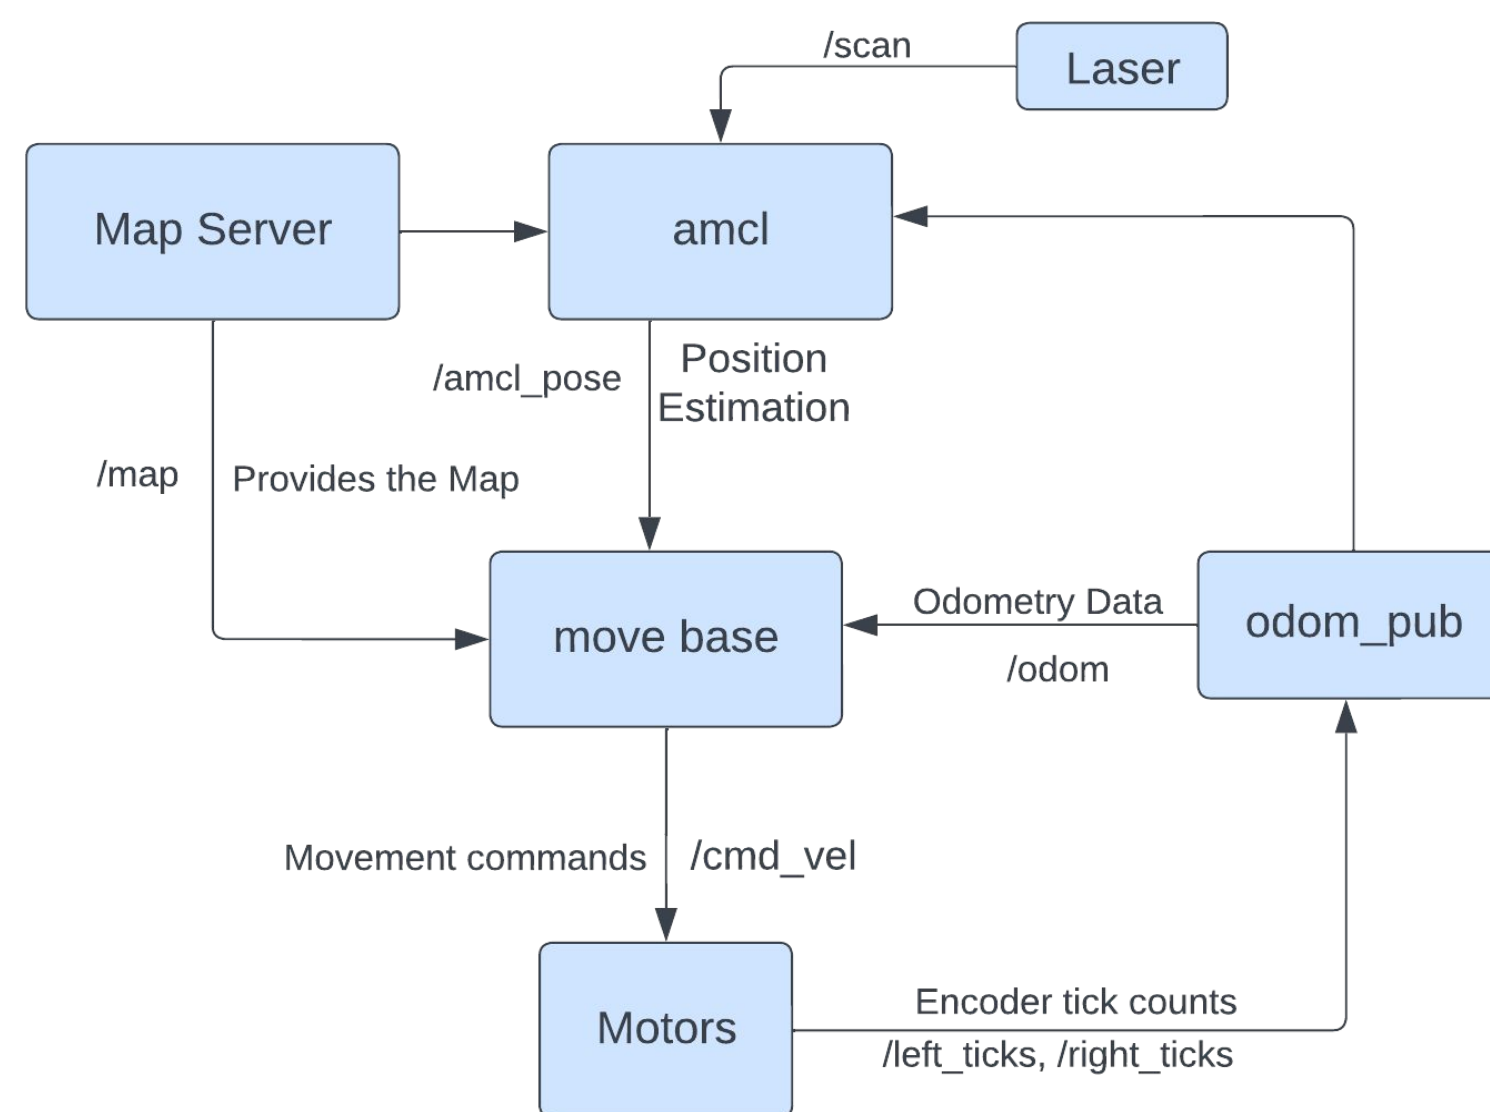 /scan
Laser
Map Server
amcl
/amcl_pose
Position
Estimation
/map
Provides the Map
move base
Odometry Data
/odom
odom_pub
Movement commands
/cmd_vel
Motors
Encoder tick counts
/left_ticks, /right_ticks